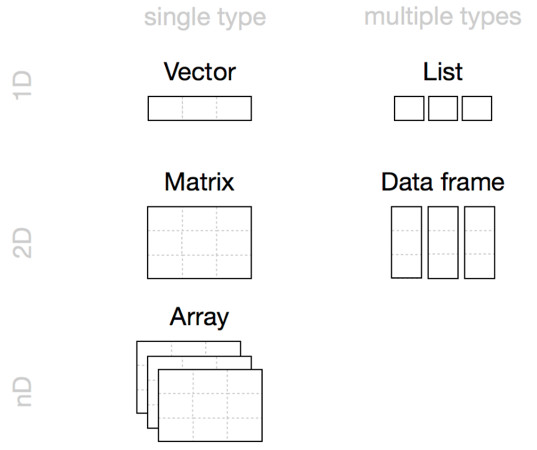 single type
multiple types
1D
Vector
List
2D
Matrix
Data frame
nD
Array